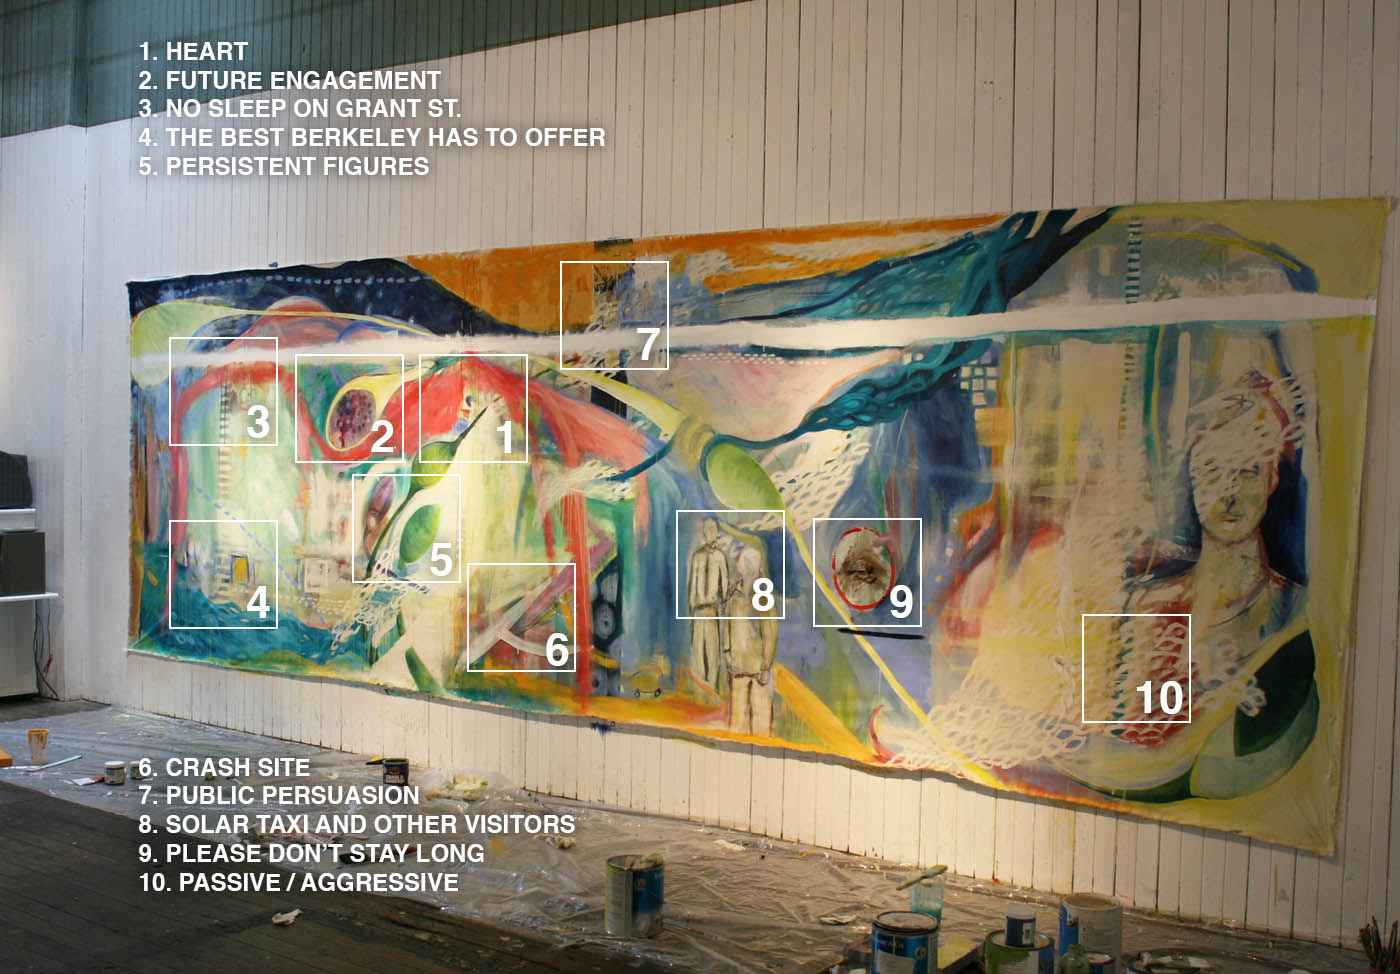 1. HEART
2. FUTURE ENGAGEMENT
3. NO SLEEP ON GRANT ST.
4. THE BEST BERKELEY HAS TO OFFER
5. PERSISTENT FIGURES
7
3
2
1
5
4
6
8
9
10
6. CRASH SITE
7. PUBLIC PERSUASION
8. SOLAR TAXI AND OTHER VISITORS
9. PLEASE DON'T STAY LONG
10. PASSIVE / AGGRESSIVE